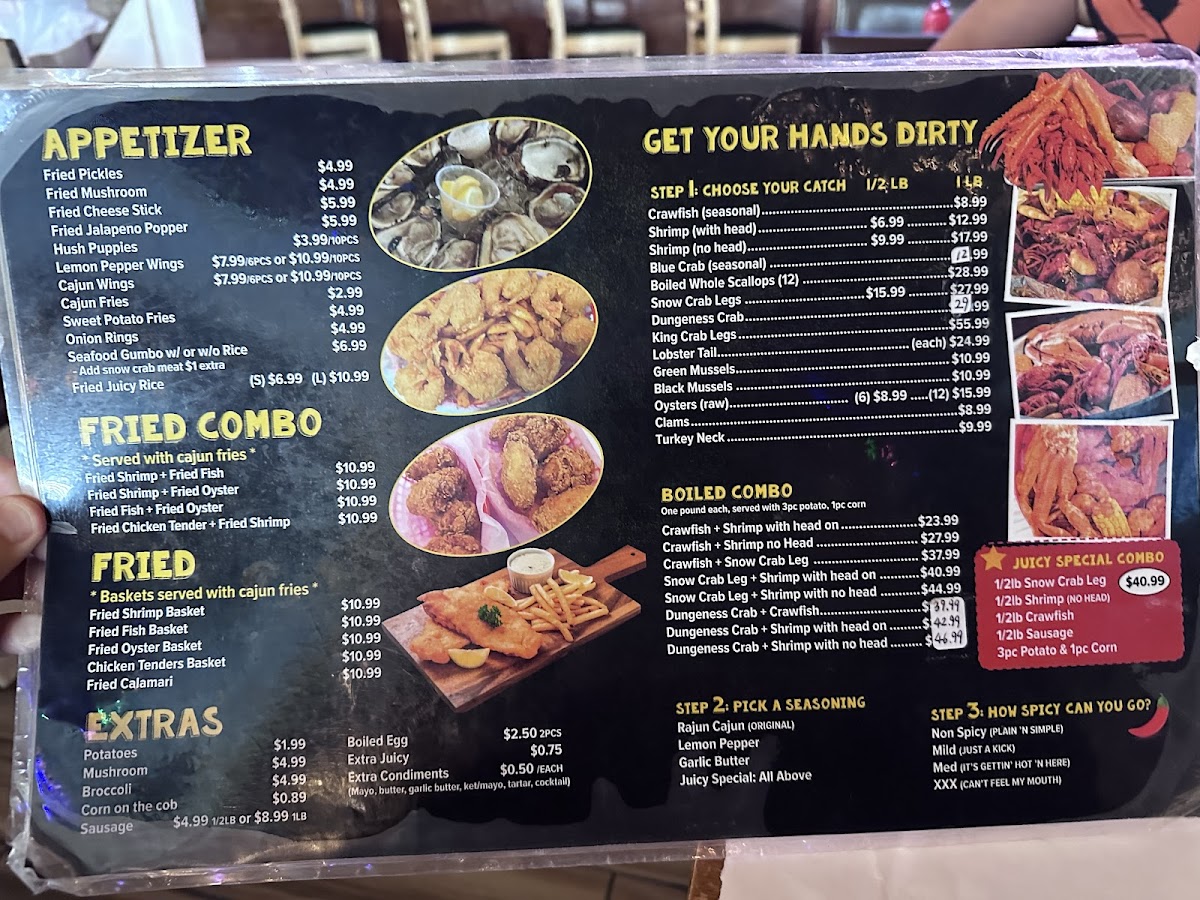 APPETIZER
Fried Pickles $4.99
Fried Mushroom $4.99
Fried Cheese Stick $5.99
Fried Jalapeno Popper $5.99
Hush Puppies $3.99/10PCS
Lemon Pepper Wings $7.99/6PCS or $10.99/10PCS
Cajun Wings $7.99/6PCS or $10.99/10PCS
Cajun Fries $2.99
Sweet Potato Fries $4.99
Onion Rings $4.99
Seafood Gumbo w/ or w/o Rice $6.99
- Add snow crab meat $1 extra
Fried Juicy Rice (S) $6.99 (L) $10.99
FRIED COMBO
* Served with cajun fries *
Fried Shrimp + Fried Fish $10.99
Fried Shrimp + Fried Oyster $10.99
Fried Fish + Fried Oyster $10.99
Fried Chicken Tender + Fried Shrimp $10.99
FRIED
* Baskets served with cajun fries *
Fried Shrimp Basket $10.99
Fried Fish Basket $10.99
Fried Oyster Basket $10.99
Chicken Tenders Basket $10.99
Fried Calamari $10.99
EXTRAS
Potatoes $1.99
Mushroom $4.99
Broccoli $4.99
Corn on the cob $0.89
Sausage $4.99 1/2LB or $8.99 1LB
Boiled Egg $2.50 2PCS
Extra Juicy $0.75
Extra Condiments $0.50 /EACH
(Mayo, butter, garlic butter, ket/mayo, tartar, cocktail)
GET YOUR HANDS DIRTY
STEP 1: CHOOSE YOUR CATCH 1/2 LB 1 LB
Crawfish (seasonal) $8.99
Shrimp (with head) $6.99 $12.99
Shrimp (no head) $9.99 $17.99
Blue Crab (seasonal) 12.99
Boiled Whole Scallops (12) $28.99
Snow Crab Legs $15.99 $27.99
Dungeness Crab $29.99
King Crab Legs $55.99
Lobster Tail (each) $24.99
Green Mussels $10.99
Black Mussels $10.99
Oysters (raw) (6) $8.99 (12) $15.99
Clams $8.99
Turkey Neck $9.99
BOILED COMBO
One pound each, served with 3pc potato, 1pc corn
Crawfish + Shrimp with head on $23.99
Crawfish + Shrimp no Head $27.99
Crawfish + Snow Crab Leg $37.99
Snow Crab Leg + Shrimp with head on $40.99
Snow Crab Leg + Shrimp with no head $44.99
Dungeness Crab + Crawfish $39.99
Dungeness Crab + Shrimp with head on $42.99
Dungeness Crab + Shrimp with no head $46.99
JUICY SPECIAL COMBO
1/2lb Snow Crab Leg $40.99
1/2lb Shrimp (NO HEAD)
1/2lb Crawfish
1/2lb Sausage
3pc Potato & 1pc Corn
STEP 2: PICK A SEASONING
Rajun Cajun (ORIGINAL)
Lemon Pepper
Garlic Butter
Juicy Special: All Above
STEP 3: HOW SPICY CAN YOU GO?
Non Spicy (PLAIN 'N SIMPLE)
Mild (JUST A KICK)
Med (IT'S GETTIN' HOT 'N HERE)
XXX (CAN'T FEEL MY MOUTH)